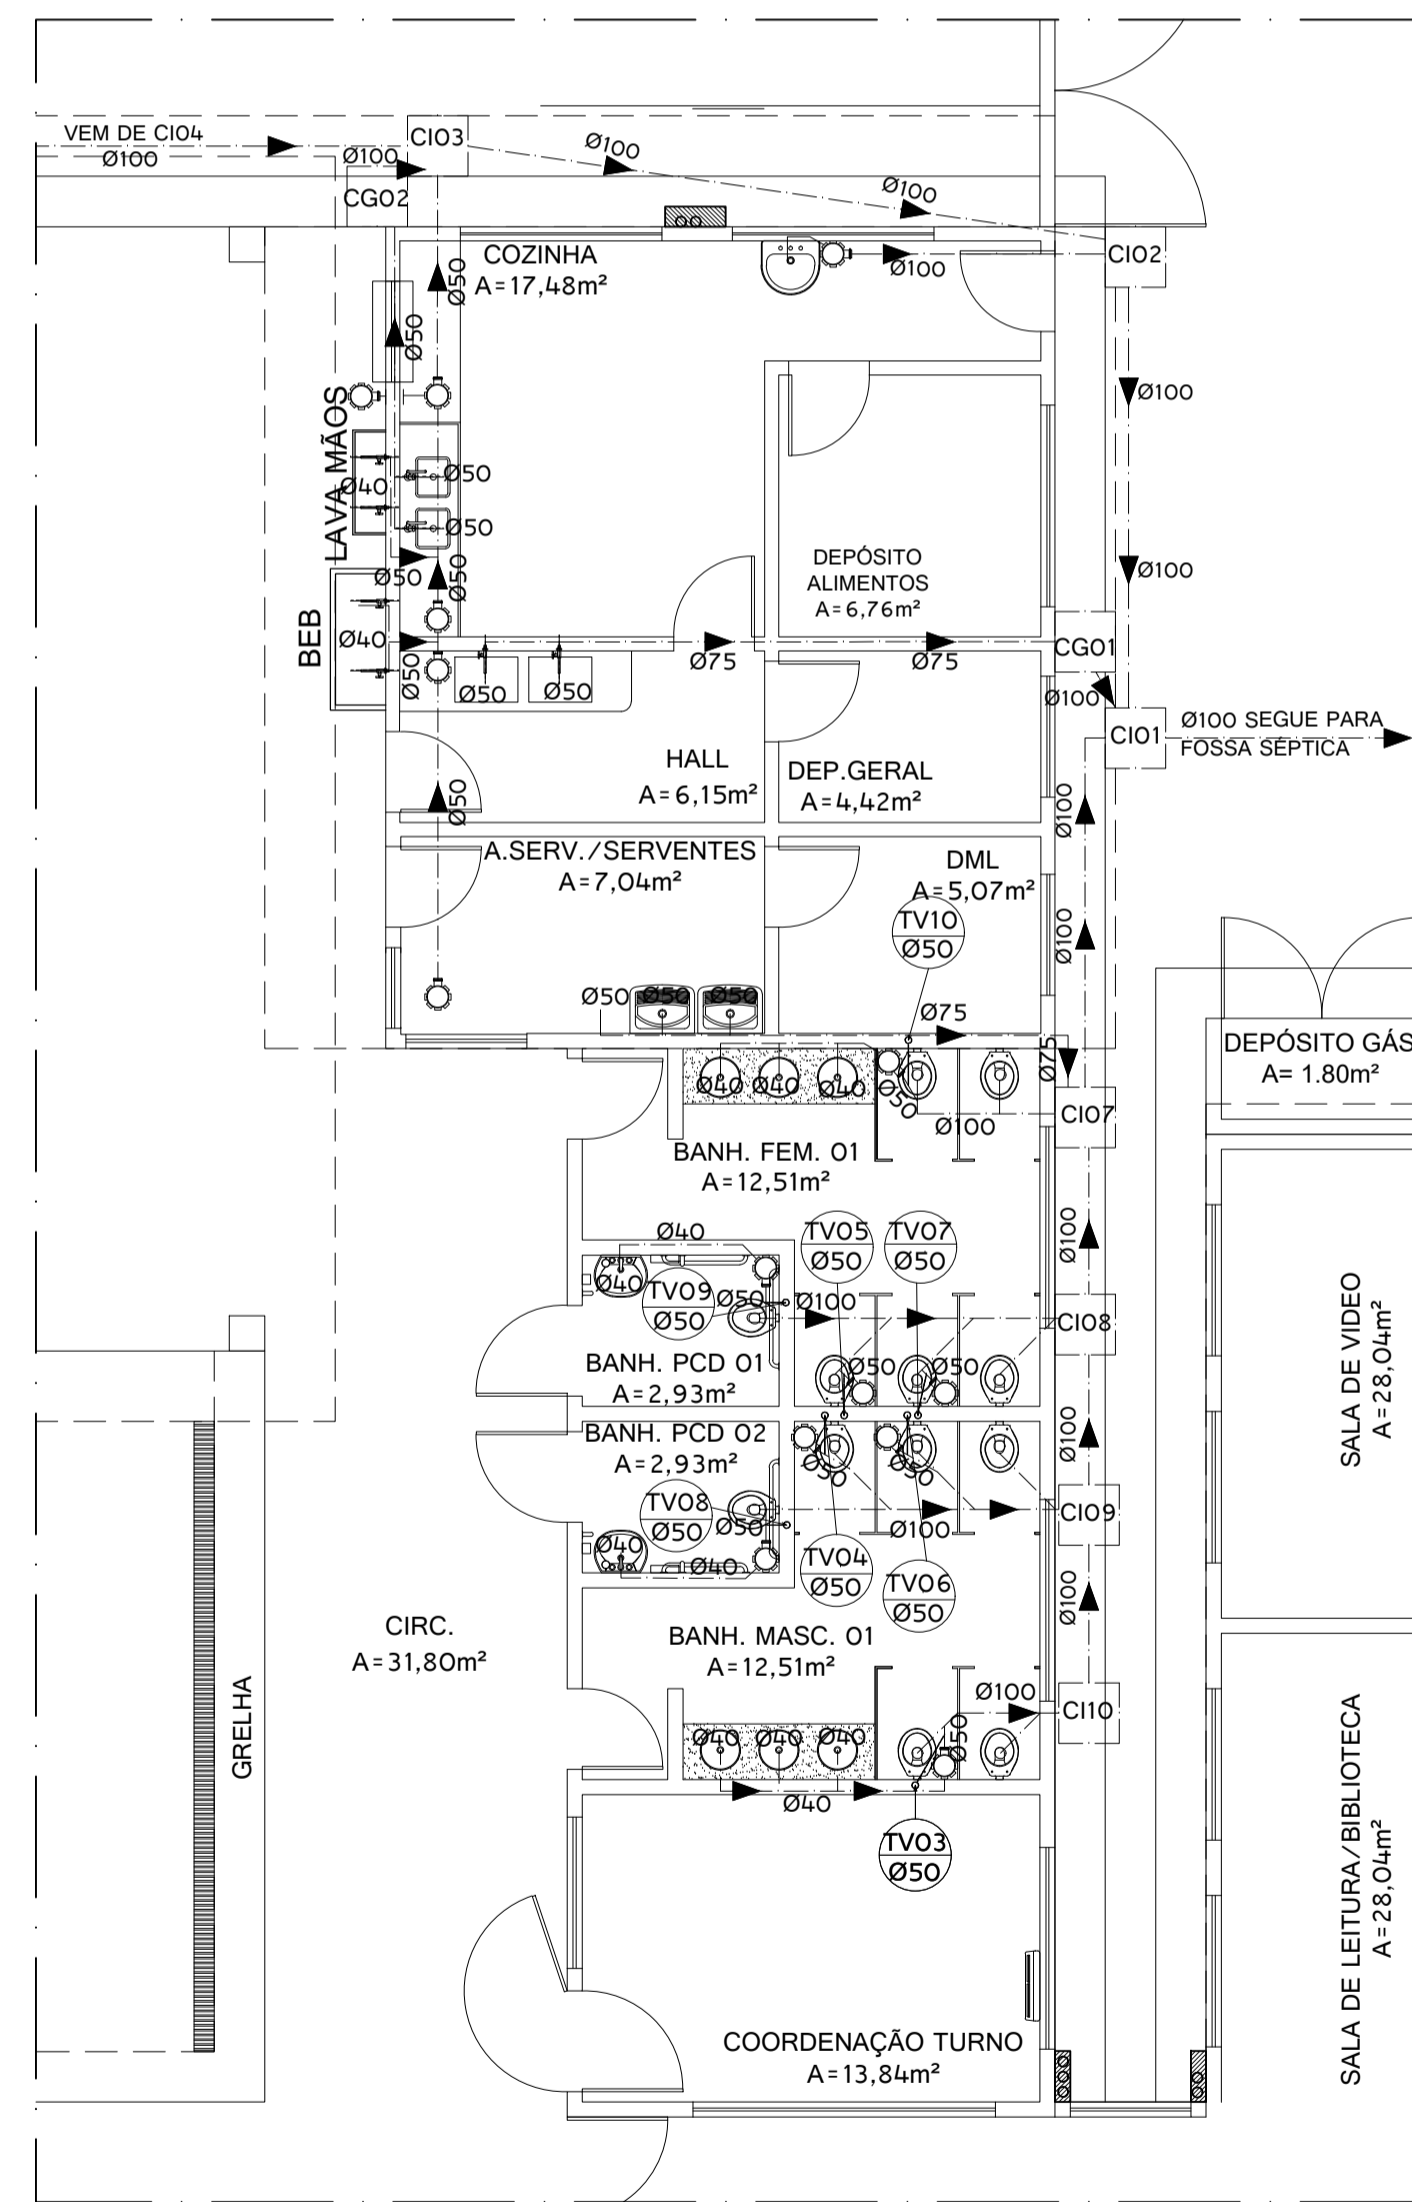 VEM DE CI04
Ø100
CI03
Ø100
CG02
Ø100
Ø100
CI02
COZINHA
A=17,48m²
Ø100
Ø50
Ø50
Ø100
LAVA MÃOS
Ø40
Ø50
Ø50
Ø50
Ø50
Ø100
DEPÓSITO
ALIMENTOS
A=6,76m²
BEB
Ø40
Ø50
Ø50
Ø50
Ø75
Ø75
CG01
Ø100
CI01
Ø100 SEGUE PARA
FOSSA SÉPTICA
HALL
A=6,15m²
DEP.GERAL
A=4,42m²
Ø50
Ø100
A.SERV./SERVENTES
A=7,04m²
DML
A=5,07m²
TV10
Ø50
Ø100
Ø50
Ø50
Ø50
Ø75
Ø75
DEPÓSITO GÁS
A= 1.80m²
Ø40
Ø40
Ø40
Ø50
Ø100
CI07
BANH. FEM. 01
A=12,51m²
Ø100
Ø40
TV05
Ø50
TV07
Ø50
Ø40
TV09
Ø50
Ø50
Ø100
CI08
BANH. PCD 01
A=2,93m²
Ø50
Ø50
SALA DE VIDEO
A=28,04m²
BANH. PCD 02
A=2,93m²
Ø100
Ø50
Ø50
TV08
Ø50
Ø50
Ø100
CI09
Ø40
Ø40
TV04
Ø50
TV06
Ø50
Ø100
CIRC.
A=31,80m²
BANH. MASC. 01
A=12,51m²
GRELHA
Ø100
CI10
Ø40
Ø40
Ø40
Ø50
Ø40
TV03
Ø50
SALA DE LEITURA/BIBLIOTECA
A=28,04m²
COORDENAÇÃO TURNO
A=13,84m²